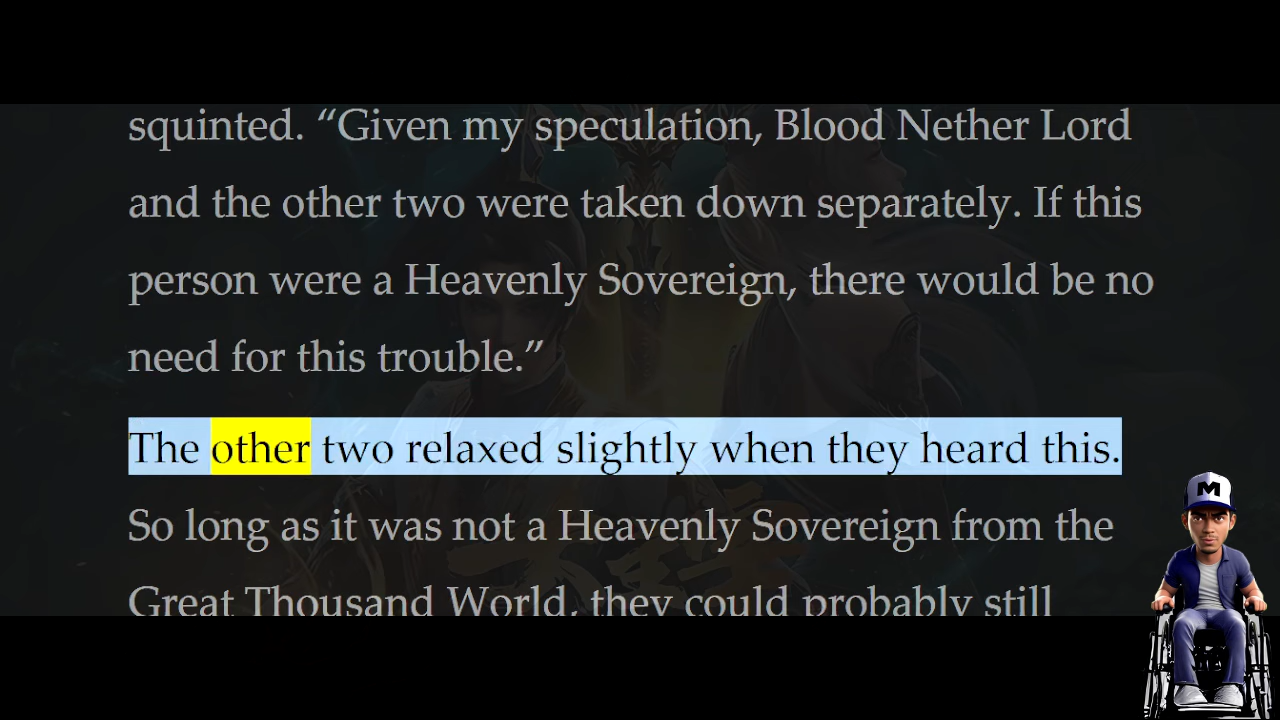 squinted. “Given my speculation, Blood Nether Lord
and the other two were taken down separately. If this
person were a Heavenly Sovereign, there would be no
need for this trouble.”
The other two relaxed slightly when they heard this.
So long as it was not a Heavenly Sovereign from the
Great Thousand World, they could probably still
M